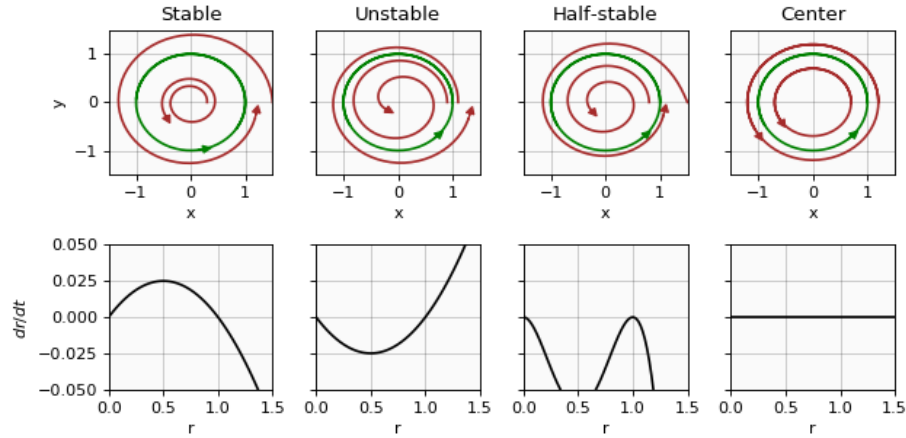 Stable Unstable Half-stable Center
1
0
−1
y
−1 0 1 −1 0 1 −1 0 1 −1 0 1
x x x x
0.050
0.025
0.000
−0.025
−0.050
dr/dt
0.0 0.5 1.0 1.5 0.0 0.5 1.0 1.5 0.0 0.5 1.0 1.5 0.0 0.5 1.0 1.5
r r r r